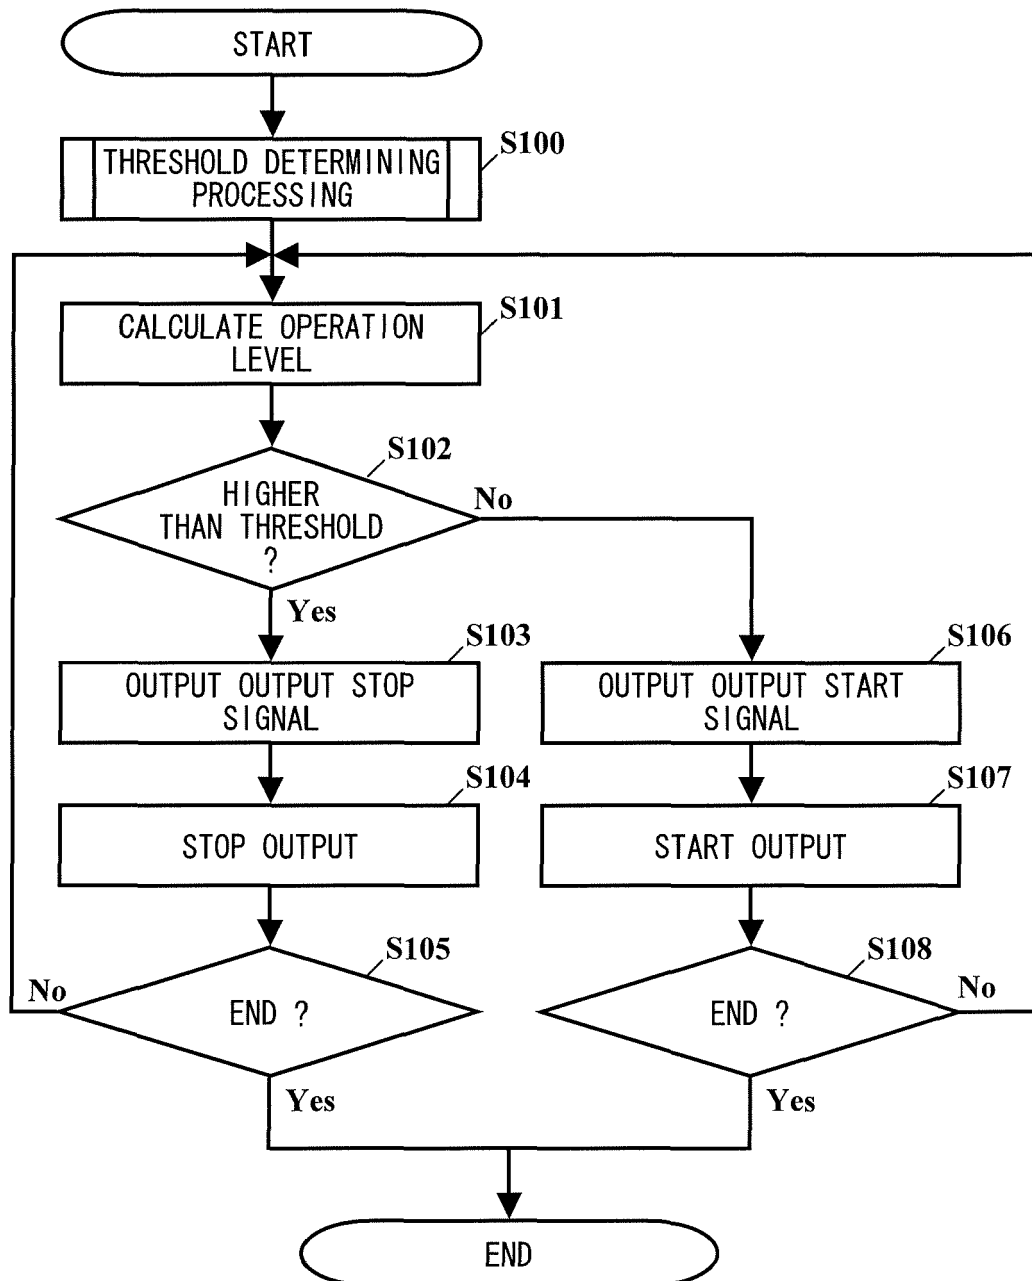 START
S100
THRESHOLD DETERMINING
PROCESSING
S101
CALCULATE OPERATION
LEVEL
S102
HIGHER
THAN THRESHOLD
?
No
Yes
S103
OUTPUT OUTPUT STOP
SIGNAL
S106
OUTPUT OUTPUT START
SIGNAL
S104
STOP OUTPUT
S107
START OUTPUT
S105
END ?
No
Yes
S108
END ?
No
Yes
END